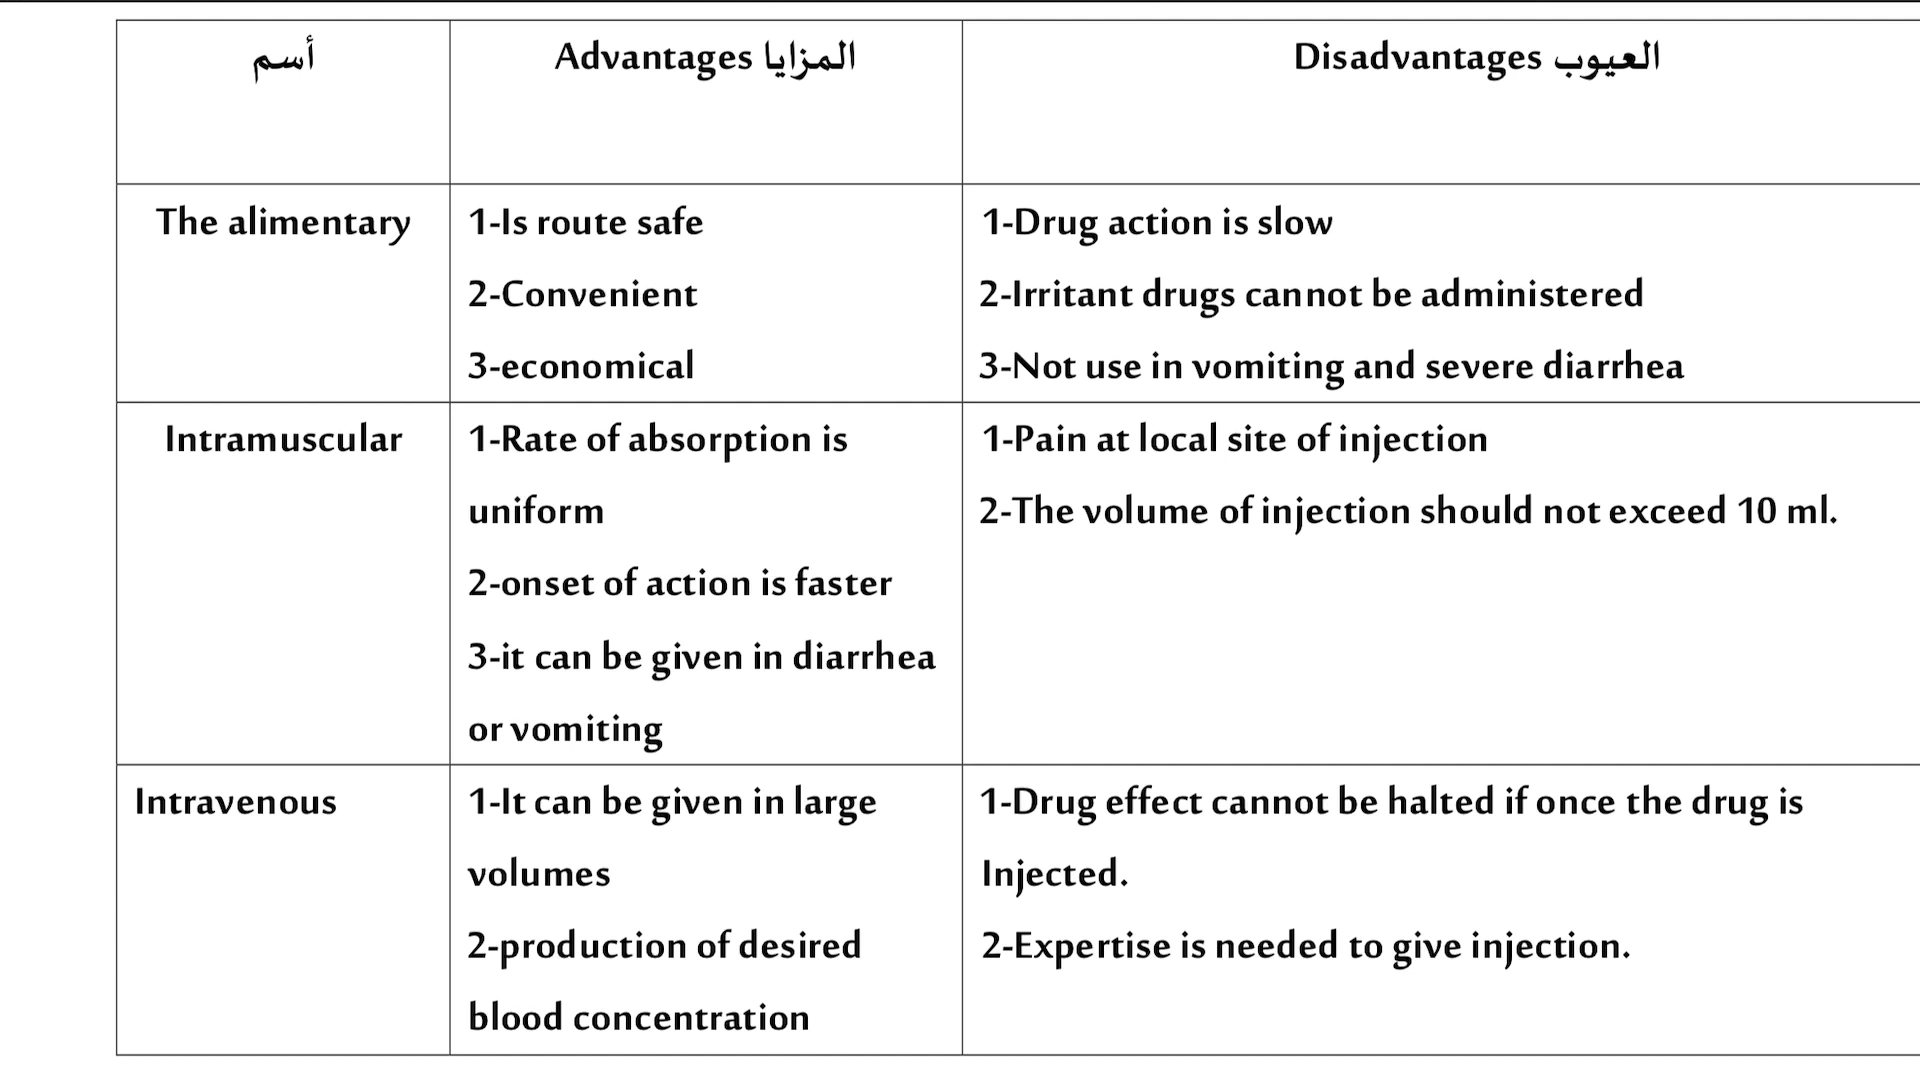 أسم
Advantages المزايا
Disadvantages العيوب
The alimentary
1-Is route safe
2-Convenient
3-economical
1-Drug action is slow
2-Irritant drugs cannot be administered
3-Not use in vomiting and severe diarrhea
Intramuscular
1-Rate of absorption is
uniform
2-onset of action is faster
3-it can be given in diarrhea
or vomiting
1-Pain at local site of injection
2-The volume of injection should not exceed 10 ml.
Intravenous
1-It can be given in large
volumes
2-production of desired
blood concentration
1-Drug effect cannot be halted if once the drug is
Injected.
2-Expertise is needed to give injection.